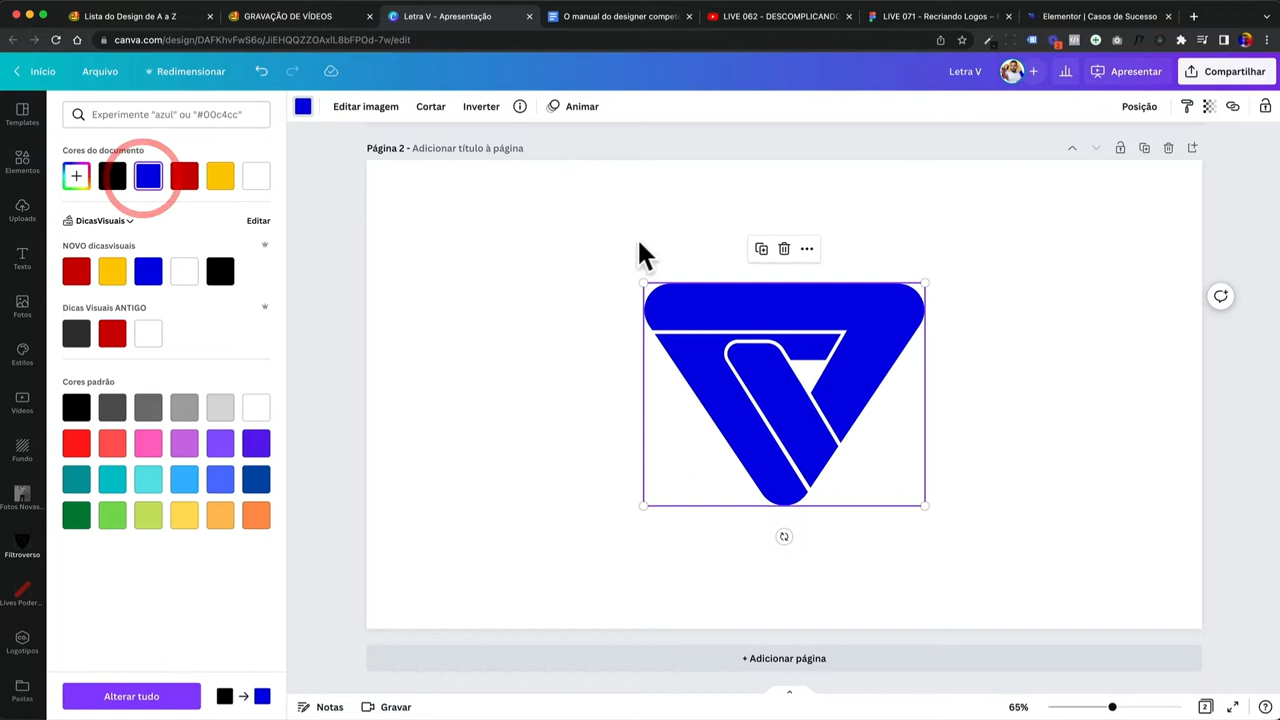 Lista do Design de A a Z
GRAVAÇÃO DE VÍDEOS
Letra V - Apresentação
O manual do designer compet
LIVE 062 - DESCOMPLICAND
LIVE 071 - Recriando Logos –
Elementor | Casos de Sucesso
canva.com/design/DAFKhvFwS6o/JiEHQQZZOAxlL8bFPOd-7w/edit
Início
Arquivo
Redimensionar
Letra V
Apresentar
Compartilhar
Templates
Elementos
Uploads
Texto
Fotos
Estilos
Vídeos
Fundo
Fotos Novas...
Filtroverso
Lives Poder...
CO.
Logotipos
Pastas
Experimente "azul" ou "#00c4cc"
Cores do documento
DicasVisuais
Editar
NOVO dicasvisuais
Dicas Visuais ANTIGO
Cores padrão
Alterar tudo
Editar imagem
Cortar
Inverter
Animar
Posição
Página 2 - Adicionar título à página
+ Adicionar página
Notas
Gravar
65%
2